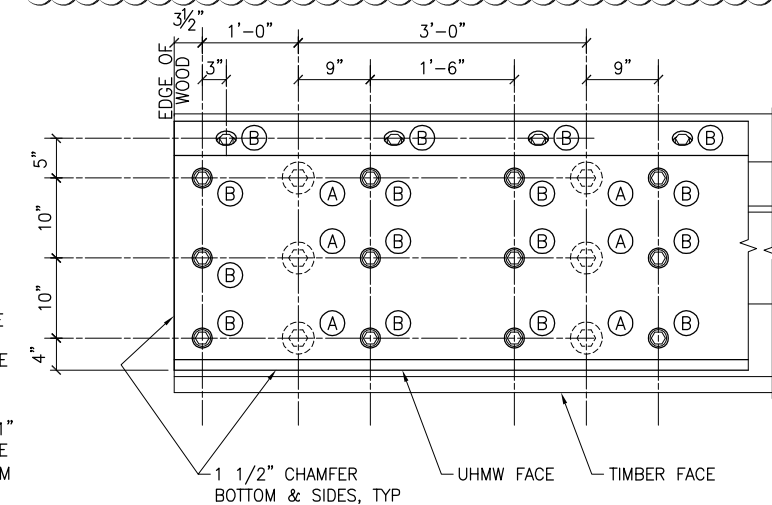 3½"
1'-0"
3'-0"
EDGE OF
WOOD
3"
9"
1'-6"
9"
B
B
B
B
5"
B
A
B
B
A
B
10"
A
B
B
A
B
B
10"
B
A
B
B
A
B
4"
E
E
1"
E
M
1 1/2" CHAMFER
BOTTOM & SIDES, TYP
UHMW FACE
TIMBER FACE